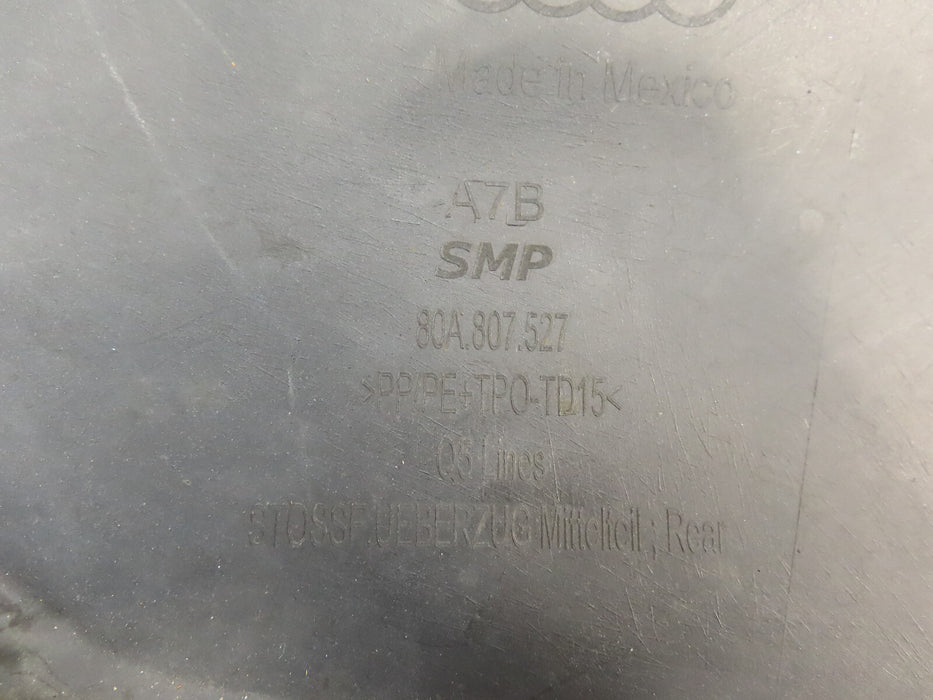 Made in Mexico
A7B
SMP
80A.807.527
>PP/PE+TPO-TD15<
Q5 Lines
STOSSF.UEBERZUG Mittelteil ; Rear